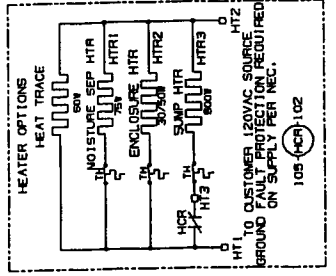 HEATER OPTIONS
HEAT TRACE
60W
NOISTURE SEP HTR
HTR1
75W
TH
ENCLOSURE HTR
HTR2
30/50W
TH
SUMP HTR
HTR3
800W
TH
HT3
HCR
HT2
HT1
TO CUSTOMER 120VAC SOURCE
GROUND FAULT PROTECTION REQUIRED
ON SUPPLY PER NEC.
105-HCR-102